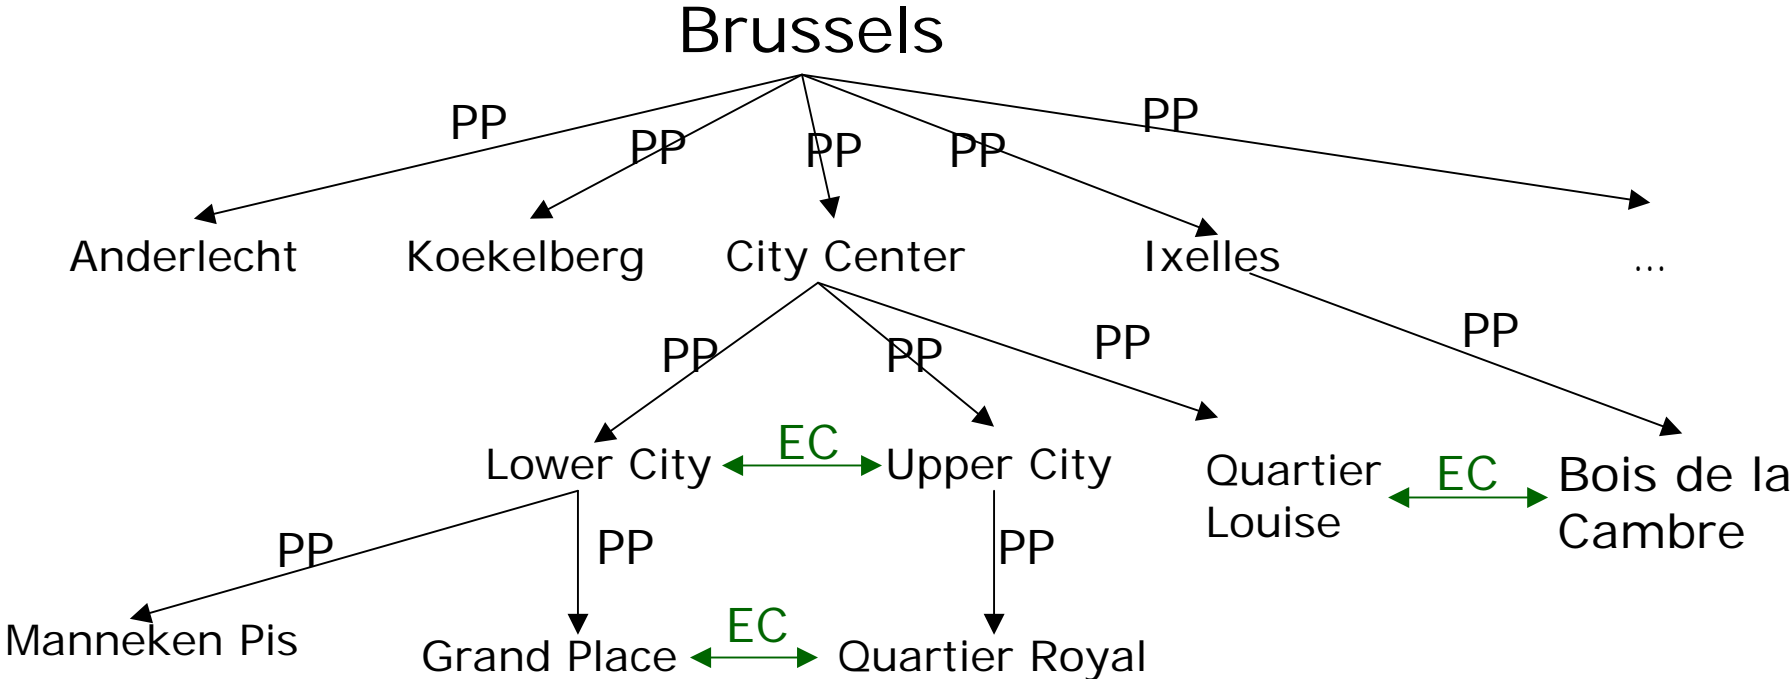 Brussels
PP
PP
PP
PP
PP
Anderlecht
Koekelberg
City Center
Ixelles
...
PP
PP
PP
PP
Lower City
EC
Upper City
Quartier
Louise
EC
Bois de la
Cambre
PP
PP
PP
Manneken Pis
Grand Place
EC
Quartier Royal